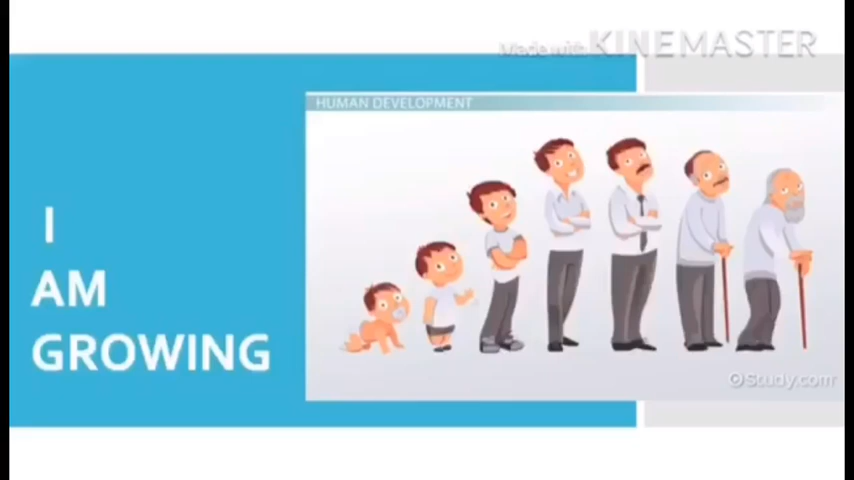 Made with KINEMASTER
HUMAN DEVELOPMENT
I
AM
GROWING
Study.com